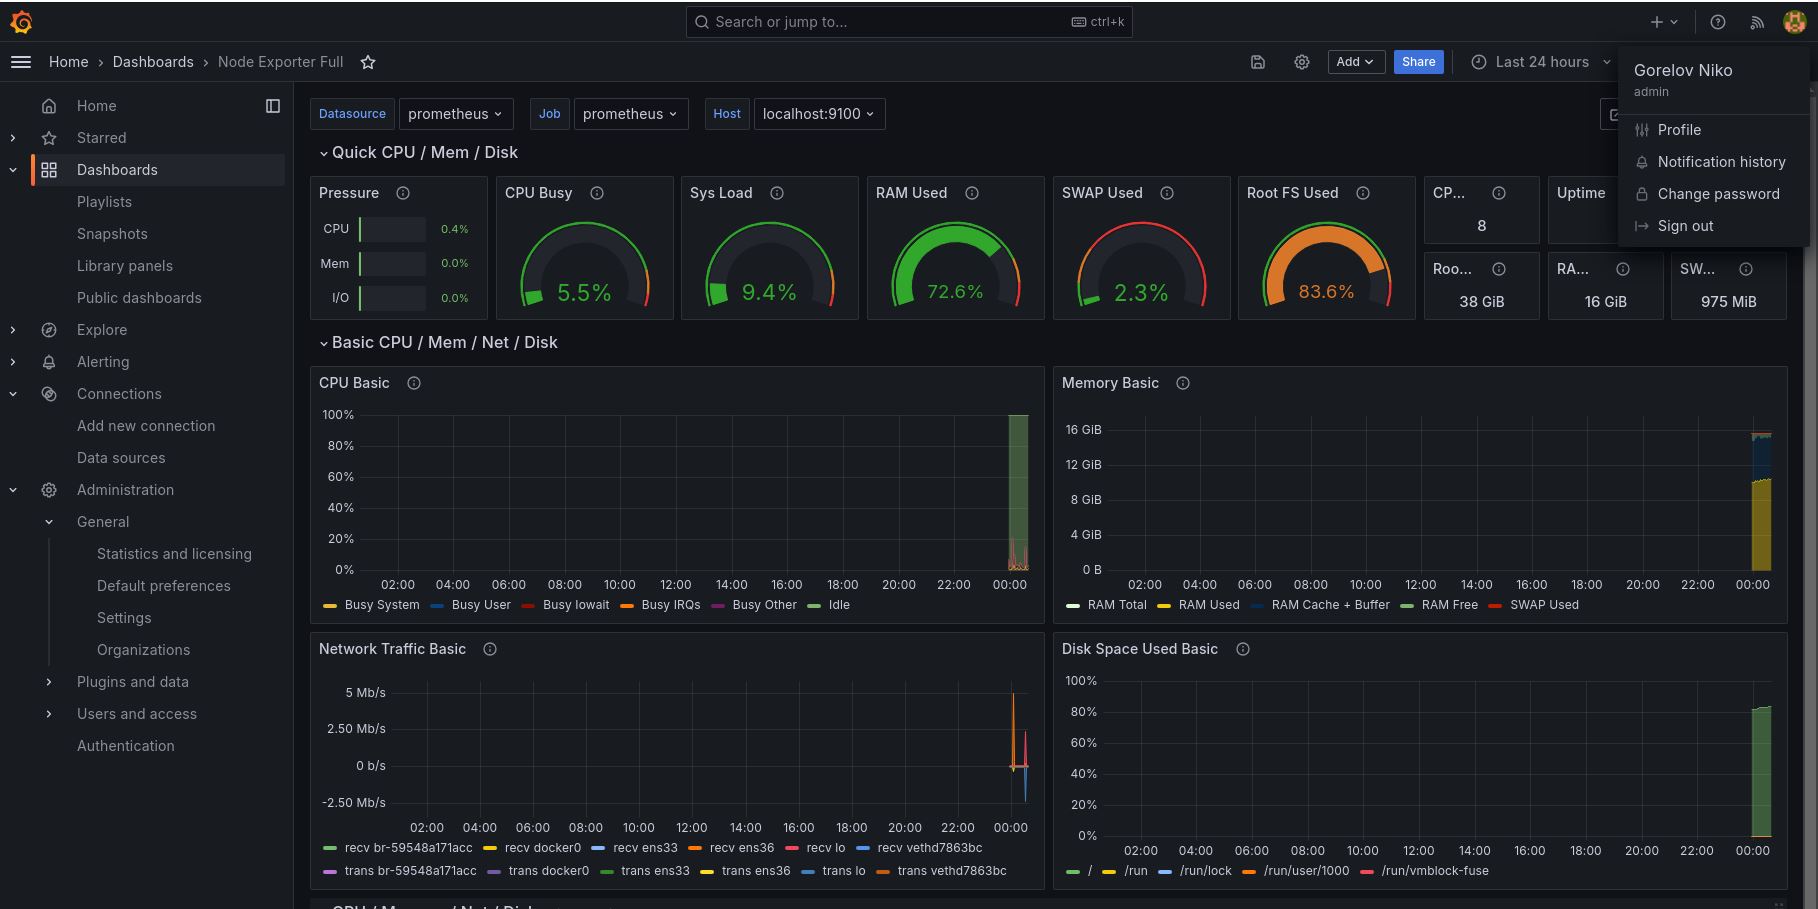 Search or jump to...
ctrl+k
Home
Dashboards
Node Exporter Full
Add
Share
Last 24 hours
Gorelov Niko
admin
Profile
Notification history
Change password
Sign out
Home
Starred
Dashboards
Playlists
Snapshots
Library panels
Public dashboards
Explore
Alerting
Connections
Add new connection
Data sources
Administration
General
Statistics and licensing
Default preferences
Settings
Organizations
Plugins and data
Users and access
Authentication
Datasource prometheus Job prometheus Host localhost:9100
Quick CPU / Mem / Disk
Pressure
CPU 0.4%
Mem 0.0%
I/O 0.0%
CPU Busy
5.5%
Sys Load
9.4%
RAM Used
72.6%
SWAP Used
2.3%
Root FS Used
83.6%
CP...
8
Uptime
Roo...
38 GiB
RA...
16 GiB
SW...
975 MiB
Basic CPU / Mem / Net / Disk
CPU Basic
100%
80%
60%
40%
20%
0%
02:00 04:00 06:00 08:00 10:00 12:00 14:00 16:00 18:00 20:00 22:00 00:00
Busy System Busy User Busy Iowait Busy IRQs Busy Other Idle
Memory Basic
16 GiB
12 GiB
8 GiB
4 GiB
0 B
02:00 04:00 06:00 08:00 10:00 12:00 14:00 16:00 18:00 20:00 22:00 00:00
RAM Total RAM Used RAM Cache + Buffer RAM Free SWAP Used
Network Traffic Basic
5 Mb/s
2.50 Mb/s
0 b/s
-2.50 Mb/s
02:00 04:00 06:00 08:00 10:00 12:00 14:00 16:00 18:00 20:00 22:00 00:00
recv br-59548a171acc recv docker0 recv ens33 recv ens36 recv lo recv vethd7863bc
trans br-59548a171acc trans docker0 trans ens33 trans ens36 trans lo trans vethd7863bc
Disk Space Used Basic
100%
80%
60%
40%
20%
0%
02:00 04:00 06:00 08:00 10:00 12:00 14:00 16:00 18:00 20:00 22:00 00:00
/ /run /run/lock /run/user/1000 /run/vmblock-fuse